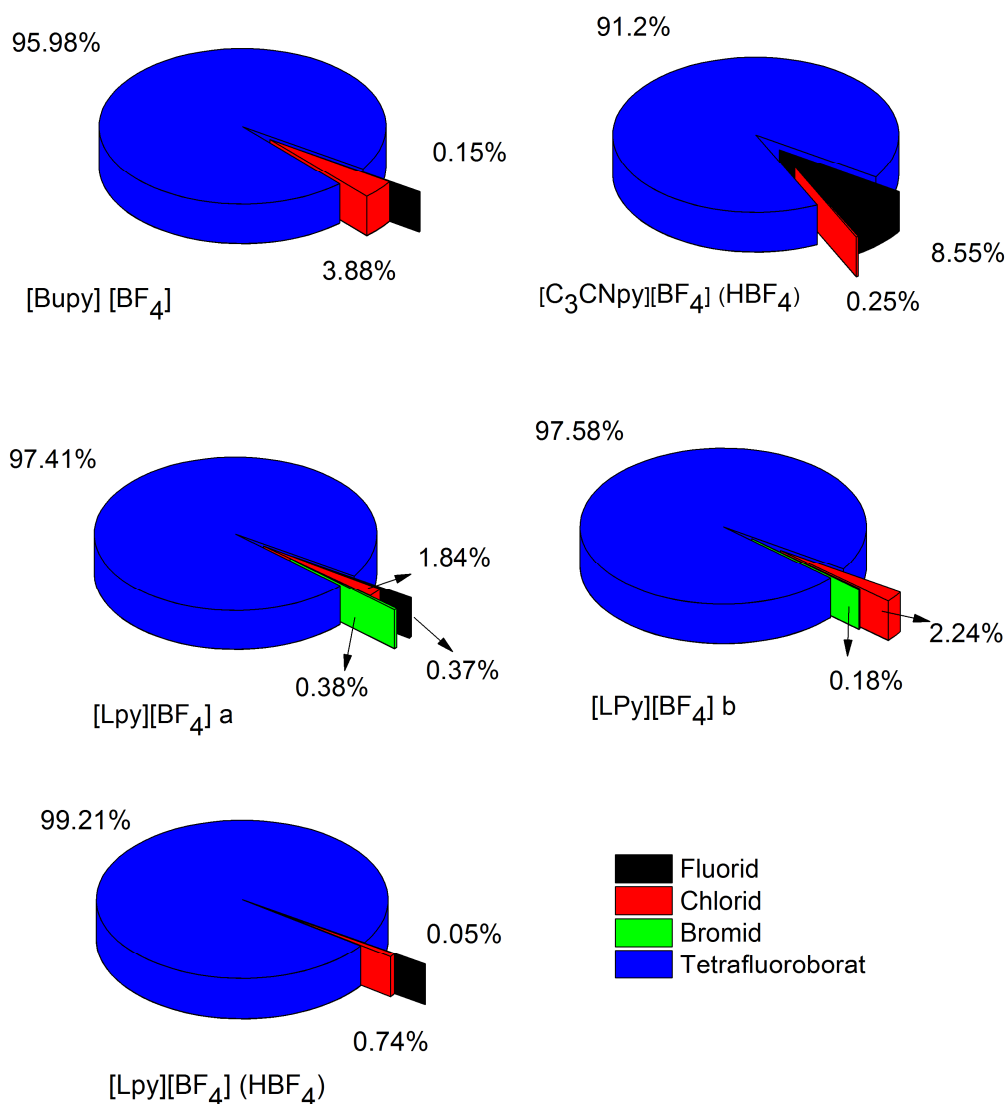 95.98%
0.15%
3.88%
[Bupy] [BF4]
91.2%
8.55%
0.25%
[C3CNpy][BF4] (HBF4)
97.41%
1.84%
0.37%
0.38%
[Lpy][BF4] a
97.58%
2.24%
0.18%
[LPy][BF4] b
99.21%
0.05%
0.74%
[Lpy][BF4] (HBF4)
Fluorid
Chlorid
Bromid
Tetrafluoroborat